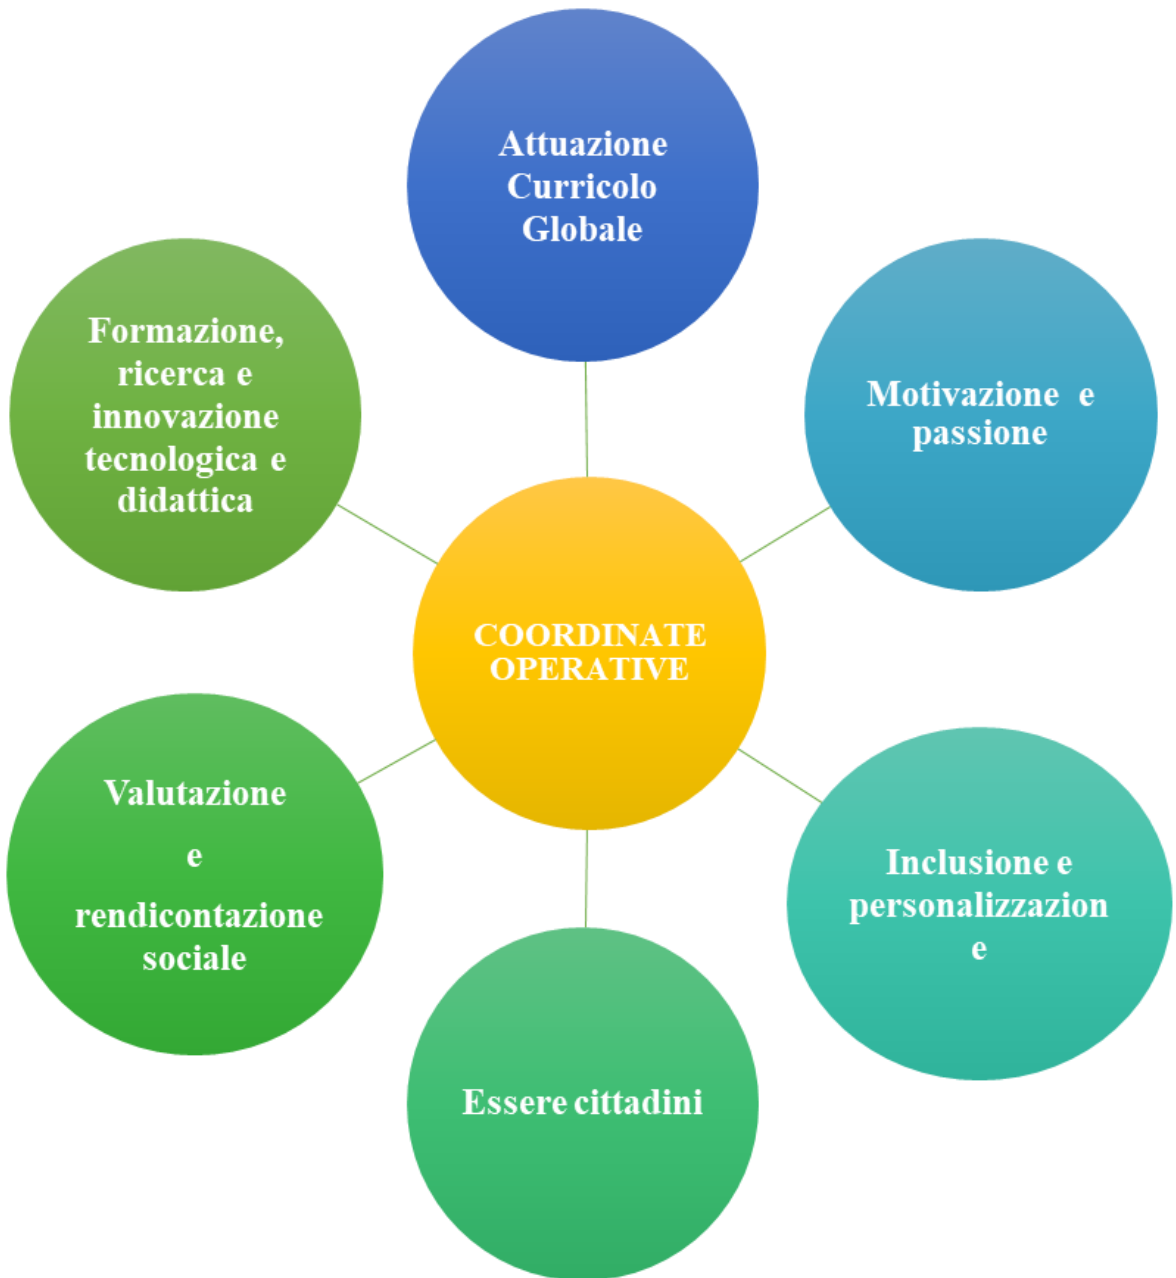 Attuazione
Curricolo
Globale
Motivazione e
passione
Inclusione e
personalizzazion
e
Essere cittadini
Valutazione
e
rendicontazione
sociale
Formazione,
ricerca e
innovazione
tecnologica e
didattica
COORDINATE
OPERATIVE